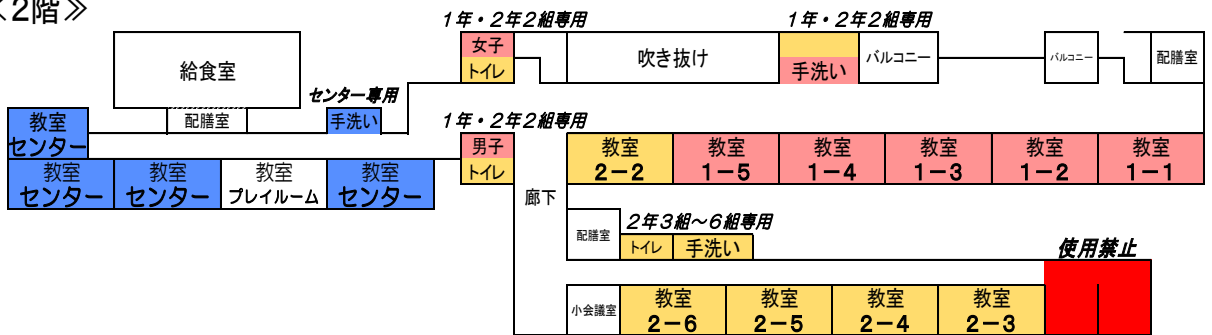 ≪2階≫
1年・2年2組専用
1年・2年2組専用
女子
トイレ
吹き抜け
手洗い
バルコニー
バルコニー
配膳室
給食室
配膳室
センター専用
手洗い
1年・2年2組専用
男子
トイレ
教室
センター
教室
センター
教室
センター
教室
プレイルーム
教室
センター
廊下
教室
2−2
教室
1−5
教室
1−4
教室
1−3
教室
1−2
教室
1−1
配膳室
2年3組～6組専用
トイレ
手洗い
使用禁止
小会議室
教室
2−6
教室
2−5
教室
2−4
教室
2−3